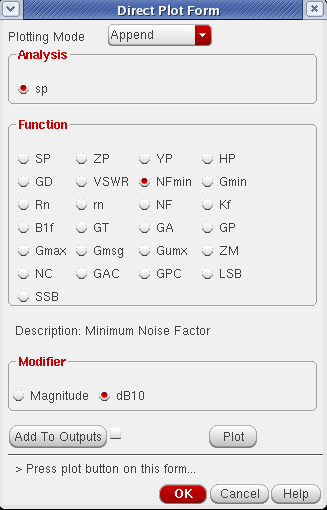 Direct Plot Form
Plotting Mode Append
Analysis
sp
Function
SP ZP YP HP
GD VSWR NFmin Gmin
Rn rn NF Kf
B1f GT GA GP
Gmax Gmsg Gumx ZM
NC GAC GPC LSB
SSB
Description: Minimum Noise Factor
Modifier
Magnitude dB10
Add To Outputs Plot
> Press plot button on this form...
OK Cancel Help